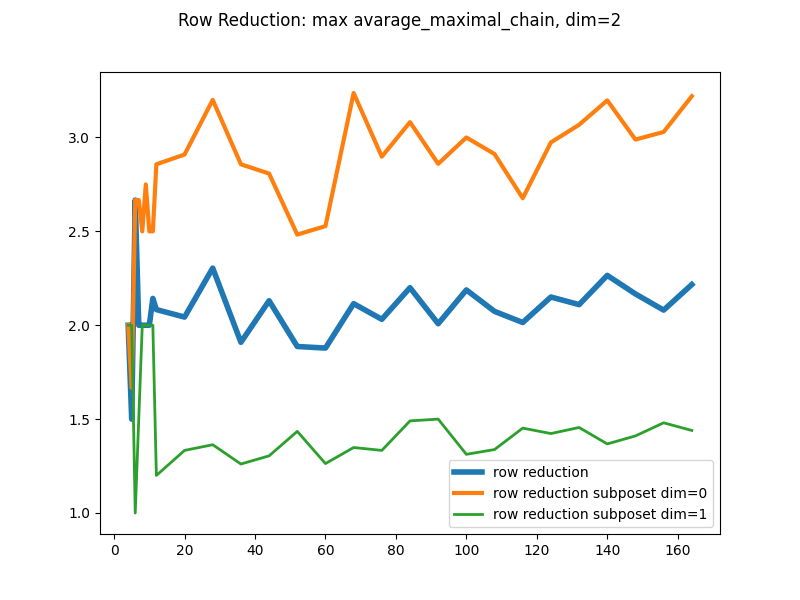 Row Reduction: max avarage_maximal_chain, dim=2
3.0
2.5
2.0
1.5
1.0
row reduction
row reduction subposet dim=0
row reduction subposet dim=1
0 20 40 60 80 100 120 140 160